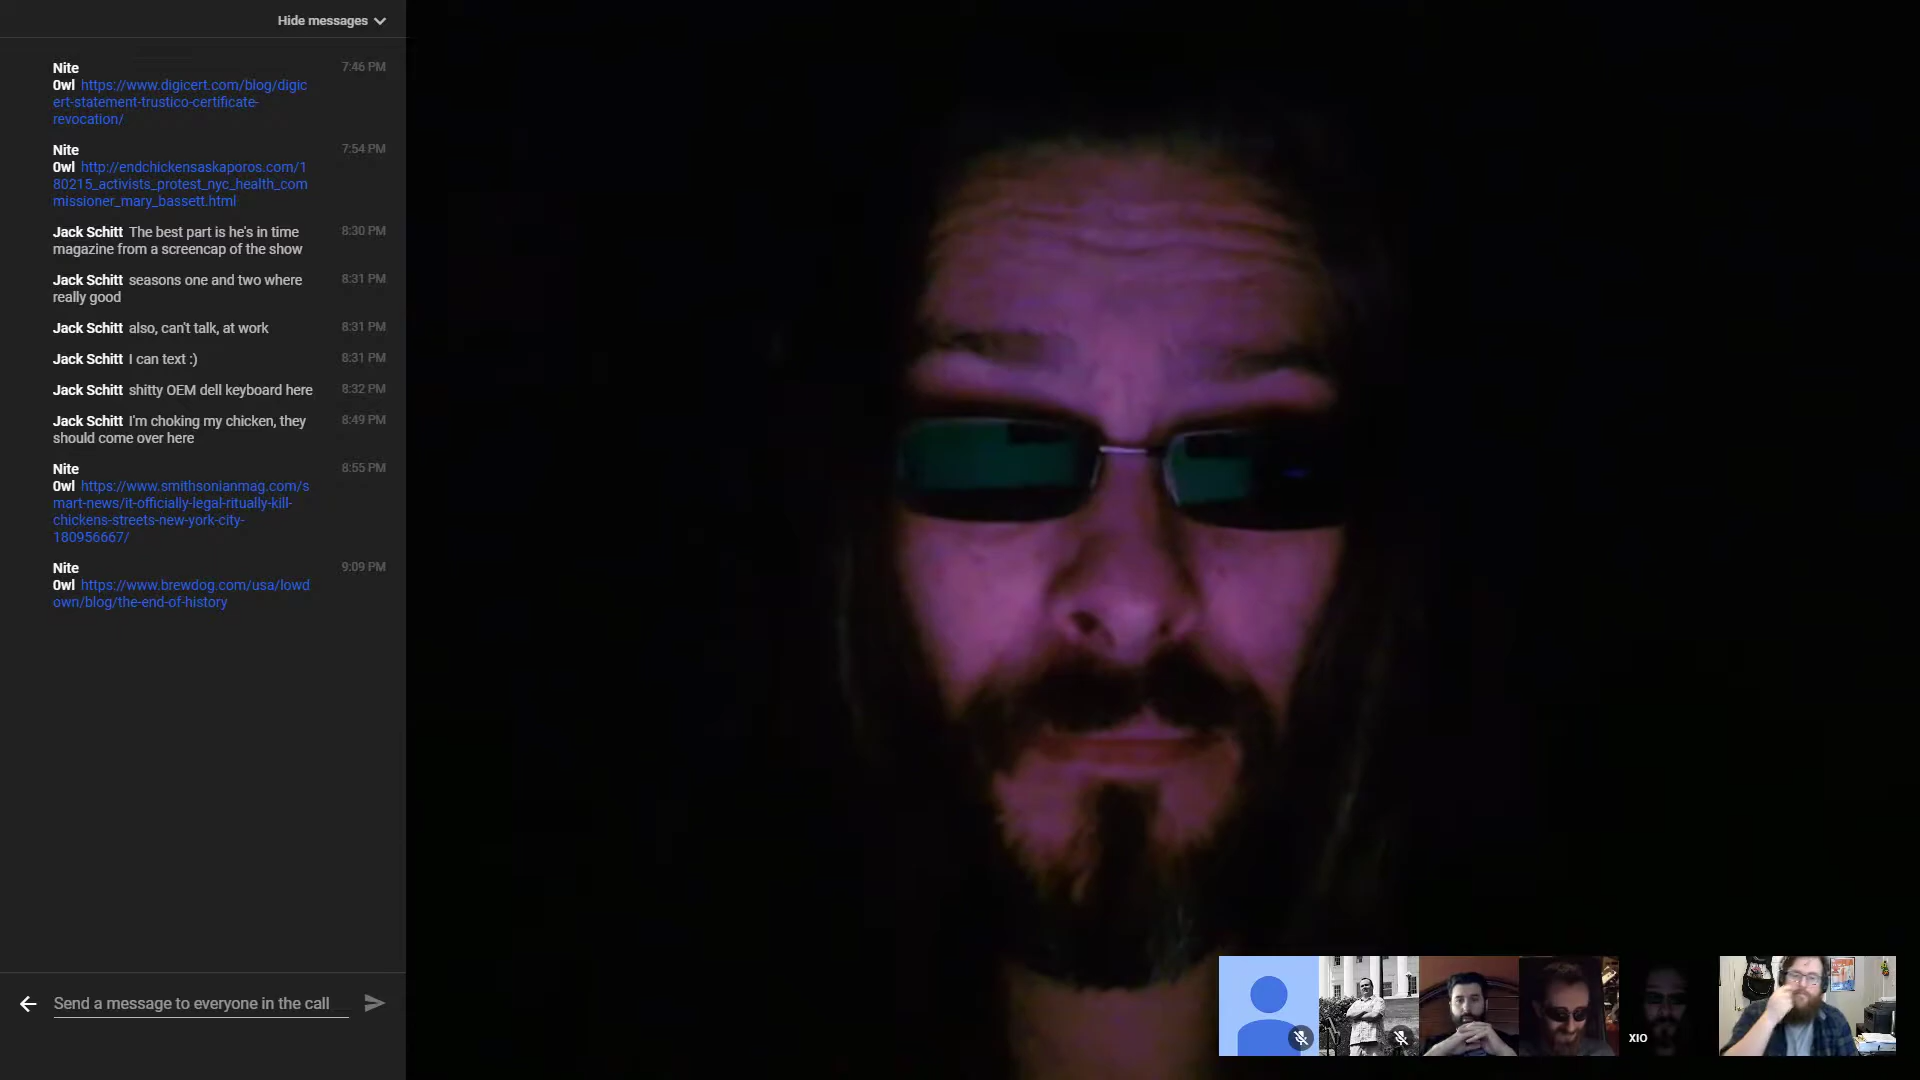 Hide messages
Nite 7:46 PM
0wl https://www.digicert.com/blog/digic
ert-statement-trustico-certificate-
revocation/
Nite 7:54 PM
0wl http://endchickensaskaporos.com/1
80215_activists_protest_nyc_health_com
missioner_mary_bassett.html
Jack Schitt The best part is he's in time 8:30 PM
magazine from a screencap of the show
Jack Schitt seasons one and two where 8:31 PM
really good
Jack Schitt also, can't talk, at work 8:31 PM
Jack Schitt I can text :) 8:31 PM
Jack Schitt shitty OEM dell keyboard here 8:32 PM
Jack Schitt I'm choking my chicken, they 8:49 PM
should come over here
Nite 8:55 PM
0wl https://www.smithsonianmag.com/s
mart-news/it-officially-legal-ritually-kill-
chickens-streets-new-york-city-
180956667/
Nite 9:09 PM
0wl https://www.brewdog.com/usa/lowd
own/blog/the-end-of-history
Send a message to everyone in the call
XIO